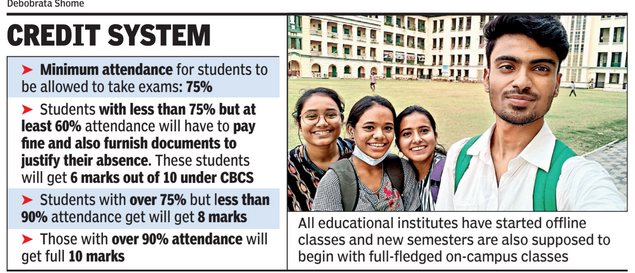 Debobrata Shome
CREDIT SYSTEM
➤ Minimum attendance for students to
be allowed to take exams: 75%
➤ Students with less than 75% but at
least 60% attendance will have to pay
fine and also furnish documents to
justify their absence. These students
will get 6 marks out of 10 under CBCS
➤ Students with over 75% but less than
90% attendance get will get 8 marks
➤ Those with over 90% attendance will
get full 10 marks
All educational institutes have started offline
classes and new semesters are also supposed to
begin with full-fledged on-campus classes